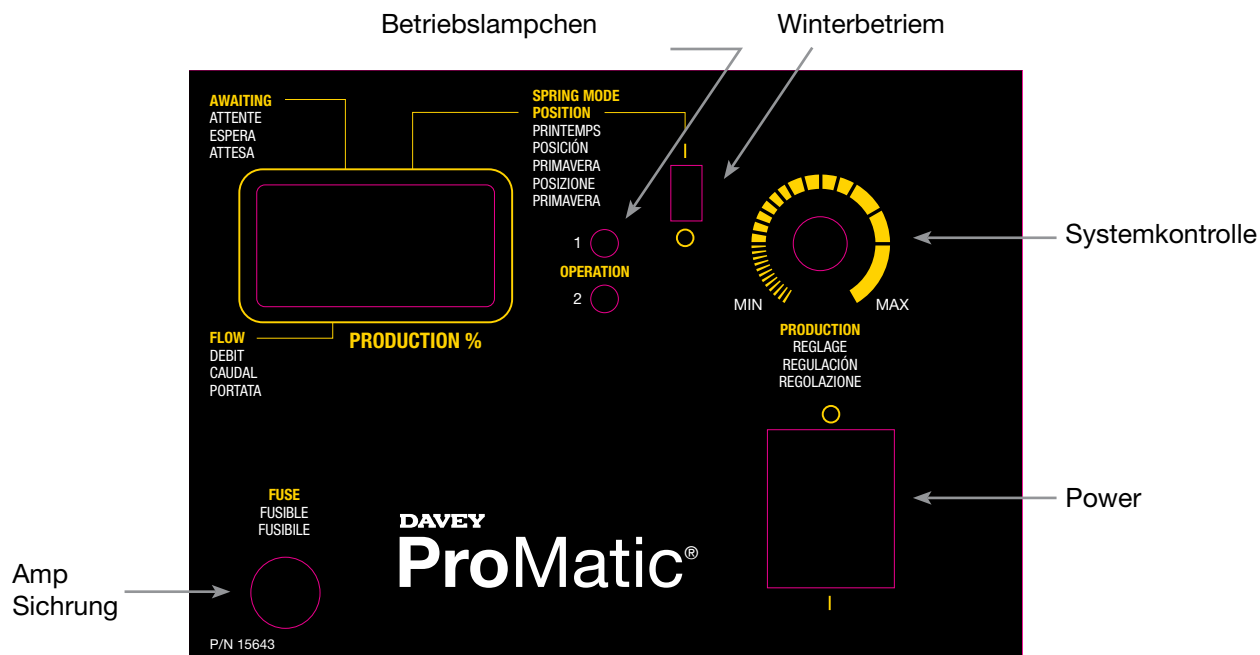 Betriebslampchen
Winterbetriem
AWAITING
ATTENTE
ESPERA
ATTESA
SPRING MODE
POSITION
PRINTEMPS
POSICIÓN
PRIMAVERA
POSIZIONE
PRIMAVERA
I
1
OPERATION
2
Systemkontrolle
MIN
MAX
FLOW
DEBIT
CAUDAL
PORTATA
PRODUCTION %
PRODUCTION
REGLAGE
REGULACIÓN
REGOLAZIONE
Power
I
FUSE
FUSIBLE
FUSIBILE
DAVEY
ProMatic®
Amp
Sichrung
P/N 15643